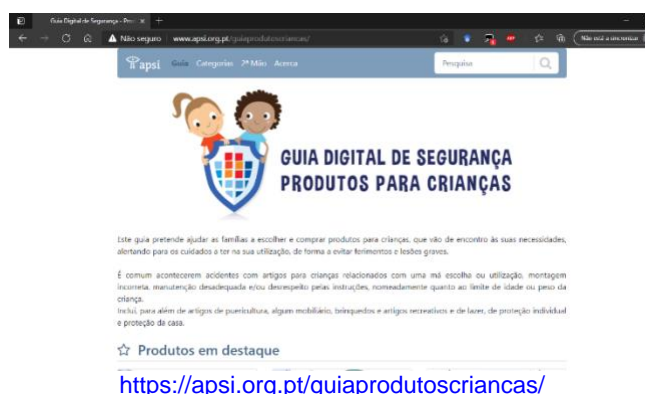 Guia Digital de Segurança - Prod
Não seguro | www.apsi.org.pt/guiaprodutoscriancas/
Não está a sincronizar
apsi Guia Categorias 2ª Mão Acerca
Pesquisa
GUIA DIGITAL DE SEGURANÇA
PRODUTOS PARA CRIANÇAS
Este guia pretende ajudar as famílias a escolher e comprar produtos para crianças, que vão de encontro às suas necessidades,
alertando para os cuidados a ter na sua utilização, de forma a evitar ferimentos e lesões graves.
É comum acontecerem acidentes com artigos para crianças relacionados com uma má escolha ou utilização, montagem
incorreta, manutenção desadequada e/ou desrespeito pelas instruções, nomeadamente quanto ao limite de idade ou peso da
criança.
Inclui, para além de artigos de puericultura, algum mobiliário, brinquedos e artigos recreativos e de lazer, de proteção individual
e proteção da casa.
Produtos em destaque
https://apsi.org.pt/guiaprodutoscriancas/